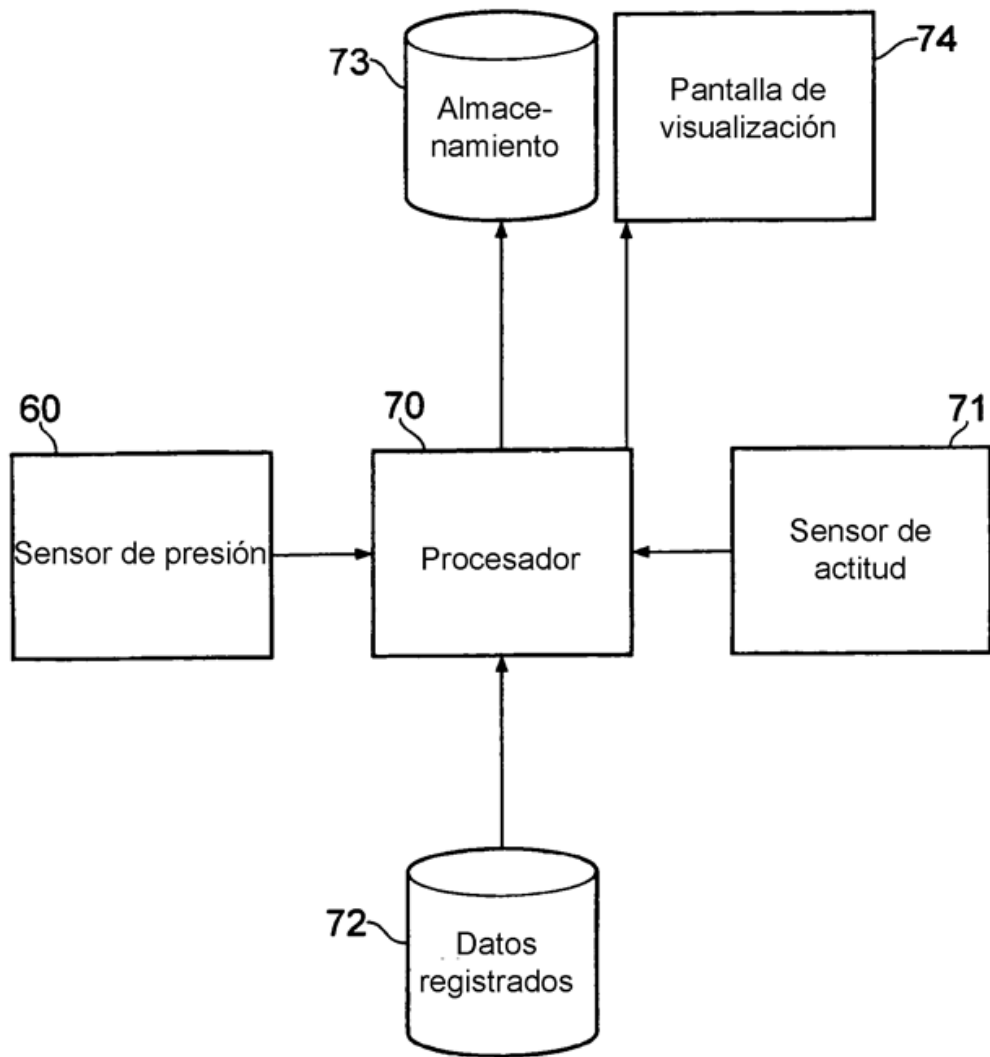 73
Almace-
namiento
74
Pantalla de
visualización
60
Sensor de presión
70
Procesador
71
Sensor de
actitud
72
Datos
registrados